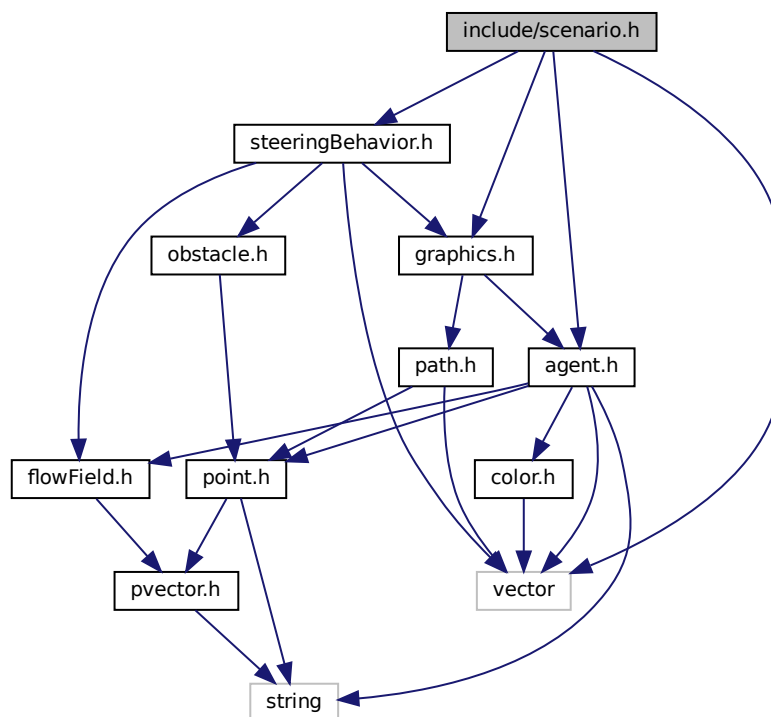 include/scenario.h
steeringBehavior.h
obstacle.h
graphics.h
path.h
agent.h
flowField.h
point.h
color.h
pvector.h
vector
string